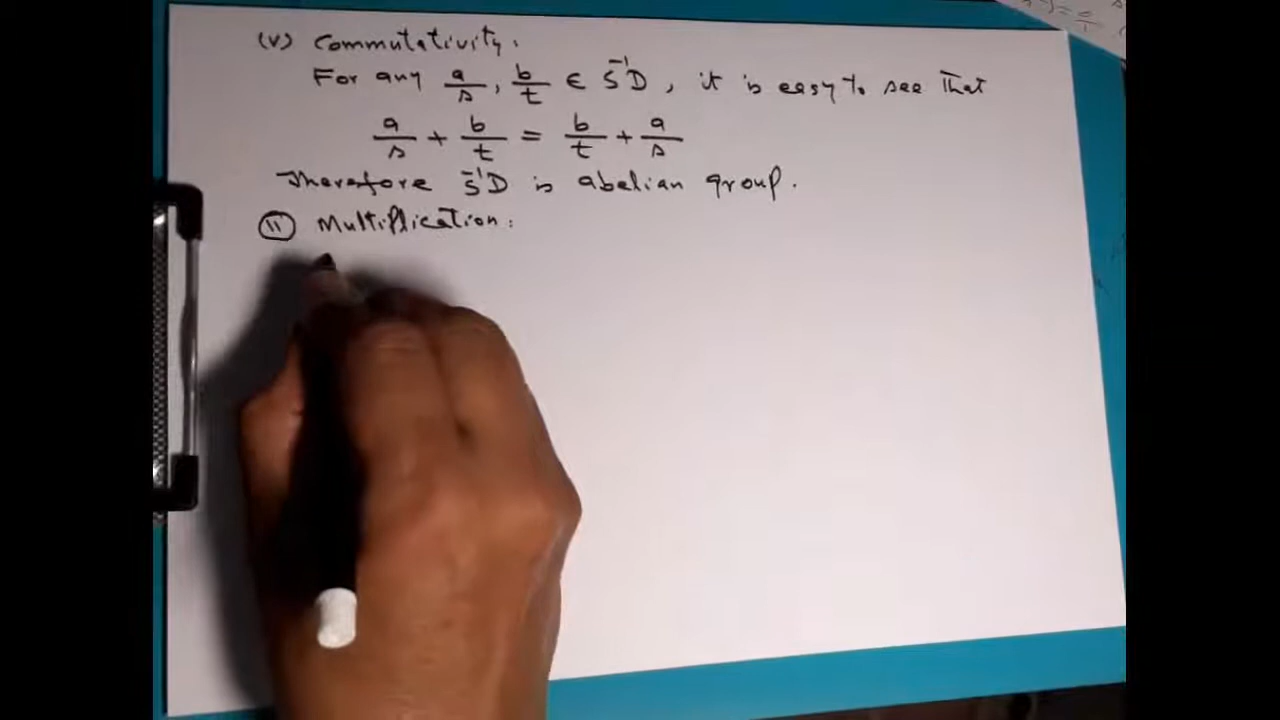 (v) Commutativity:
For any a/s, b/t ∈ S⁻¹D, it is easy to see that
a/s + b/t = b/t + a/s
Therefore S⁻¹D is abelian group.
(ii) Multiplication: